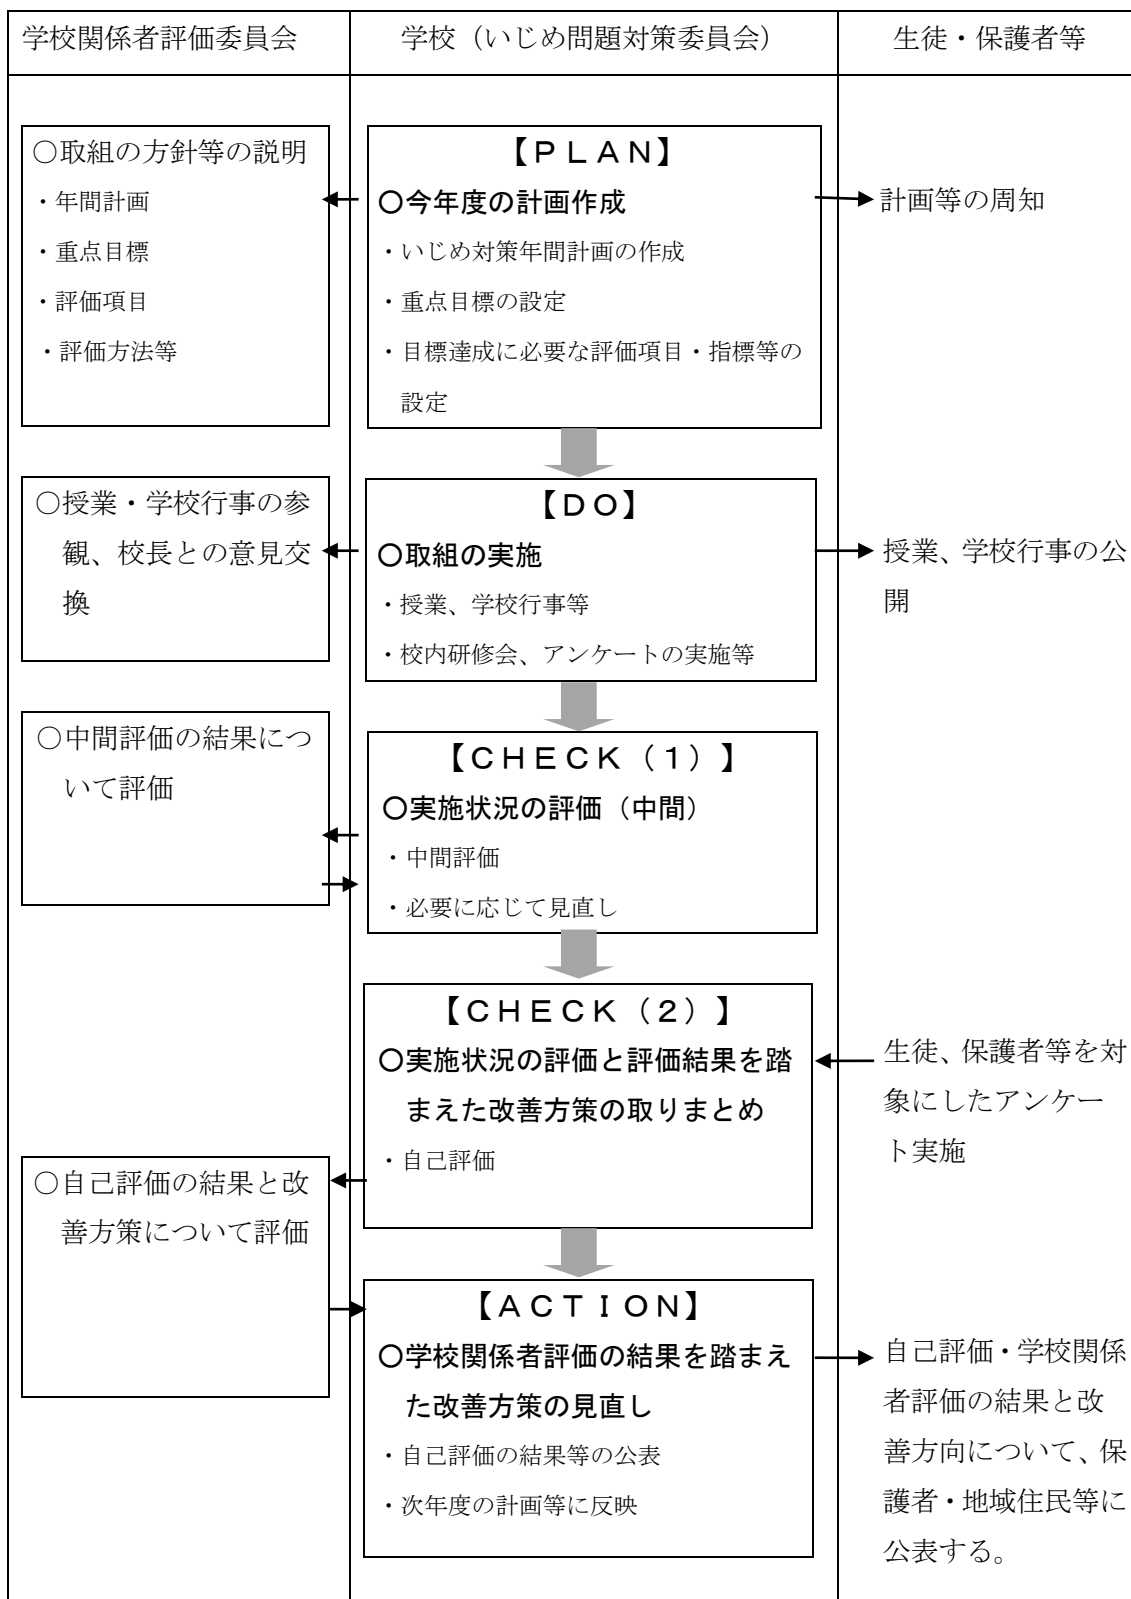 学校関係者評価委員会
学校（いじめ問題対策委員会）
生徒・保護者等
○取組の方針等の説明
・年間計画
・重点目標
・評価項目
・評価方法等
【ＰＬＡＮ】
○今年度の計画作成
・いじめ対策年間計画の作成
・重点目標の設定
・目標達成に必要な評価項目・指標等の
設定
計画等の周知
○授業・学校行事の参
観、校長との意見交
換
【ＤＯ】
○取組の実施
・授業、学校行事等
・校内研修会、アンケートの実施等
授業、学校行事の公
開
○中間評価の結果につ
いて評価
【ＣＨＥＣＫ（１）】
○実施状況の評価（中間）
・中間評価
・必要に応じて見直し
【ＣＨＥＣＫ（２）】
○実施状況の評価と評価結果を踏
まえた改善方策の取りまとめ
・自己評価
生徒、保護者等を対
象にしたアンケー
ト実施
○自己評価の結果と改
善方策について評価
【ＡＣＴＩＯＮ】
○学校関係者評価の結果を踏まえ
た改善方策の見直し
・自己評価の結果等の公表
・次年度の計画等に反映
自己評価・学校関係
者評価の結果と改
善方向について、保
護者・地域住民等に
公表する。